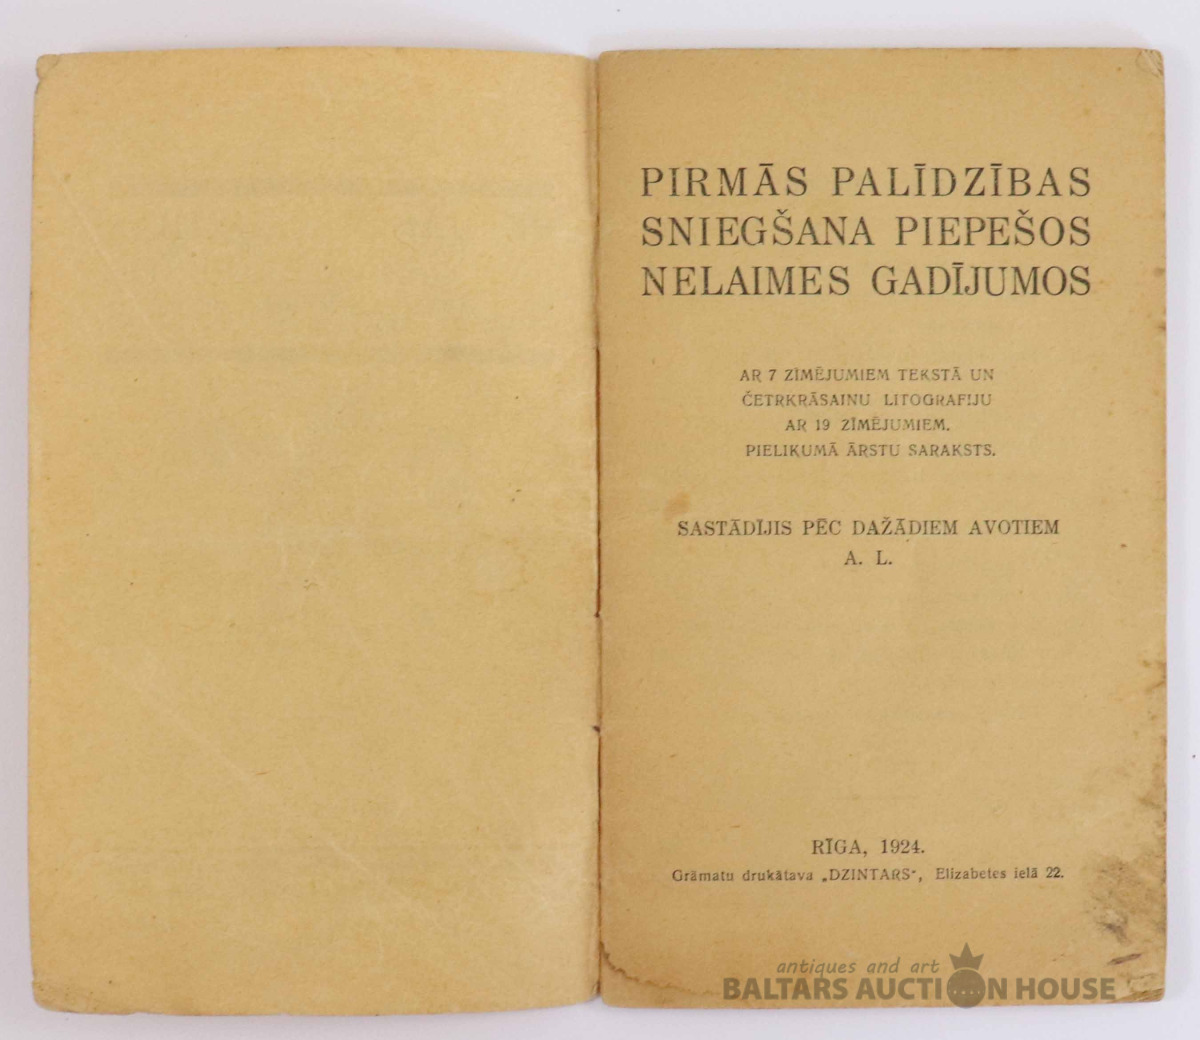 PIRMĀS PALĪDZĪBAS
SNIEGŠANA PIEPEŠOS
NELAIMES GADĪJUMOS
AR 7 ZĪMĒJUMIEM TEKSTĀ UN
ČETRKRĀSAINU LITOGRAFIJU
AR 19 ZĪMĒJUMIEM.
PIELIKUMĀ ĀRSTU SARAKSTS.
SASTĀDĪJIS PĒC DAŽĀDIEM AVOTIEM
A. L.
RĪGA, 1924.
Grāmatu drukātava „DZINTARS“, Elizabetes ielā 22.
antiques and art
BALTARS AUCTION HOUSE